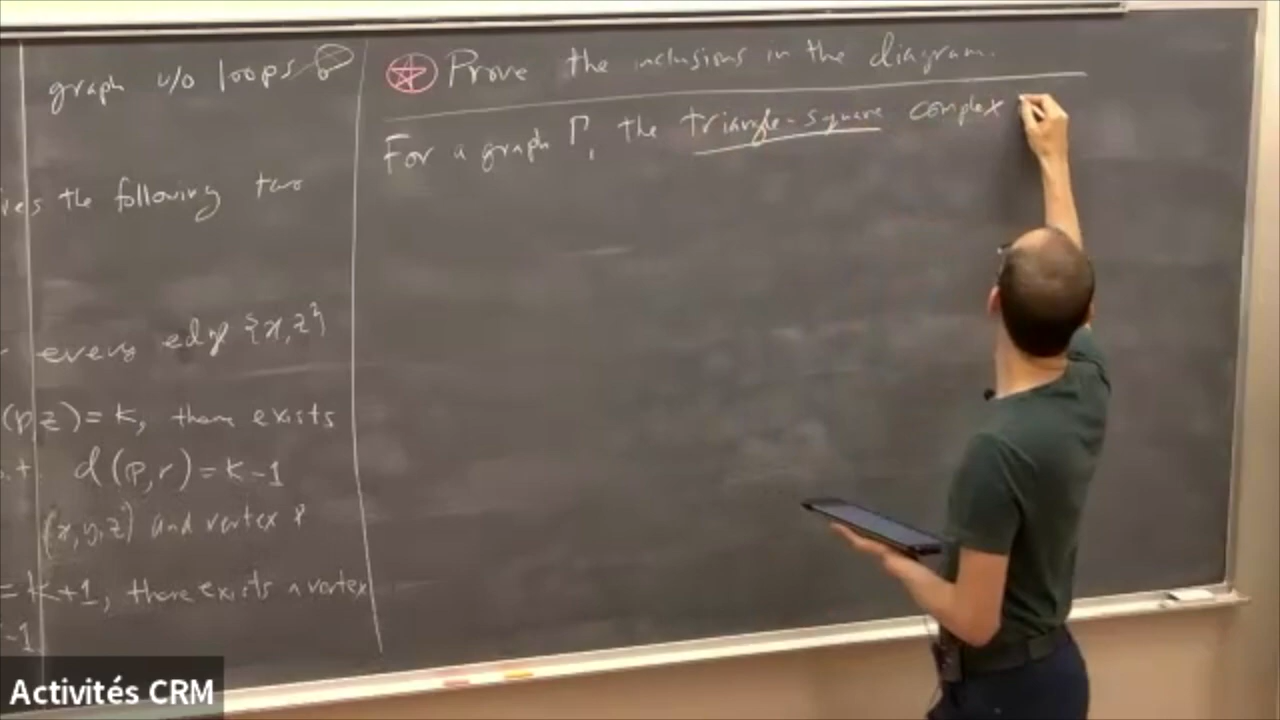 graph w/o loops
the following two
every edge {x,z}
(p,z)=k, there exists
s.t. d(p,r)=k-1
(x,y,z) and vertex p
=k+1, there exists a vertex
-1
Prove the inclusions in the diagram.
For a graph Γ, the triangle-square complex
Activités CRM